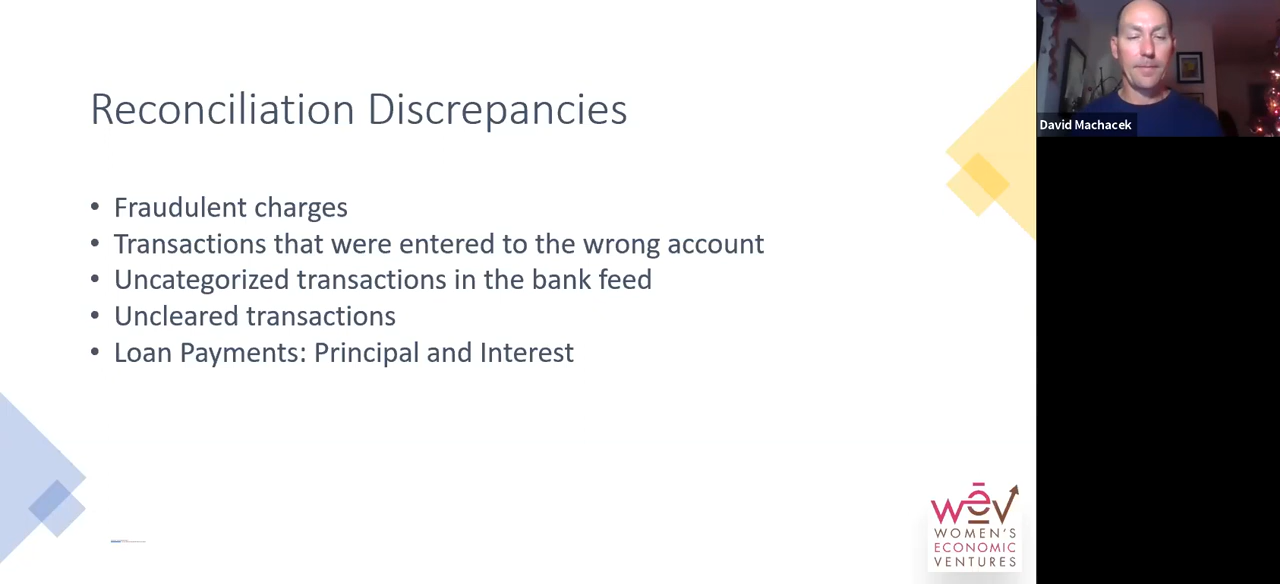 Reconciliation Discrepancies
• Fraudulent charges
• Transactions that were entered to the wrong account
• Uncategorized transactions in the bank feed
• Uncleared transactions
• Loan Payments: Principal and Interest
David Machacek
wev
WOMEN'S
ECONOMIC
VENTURES